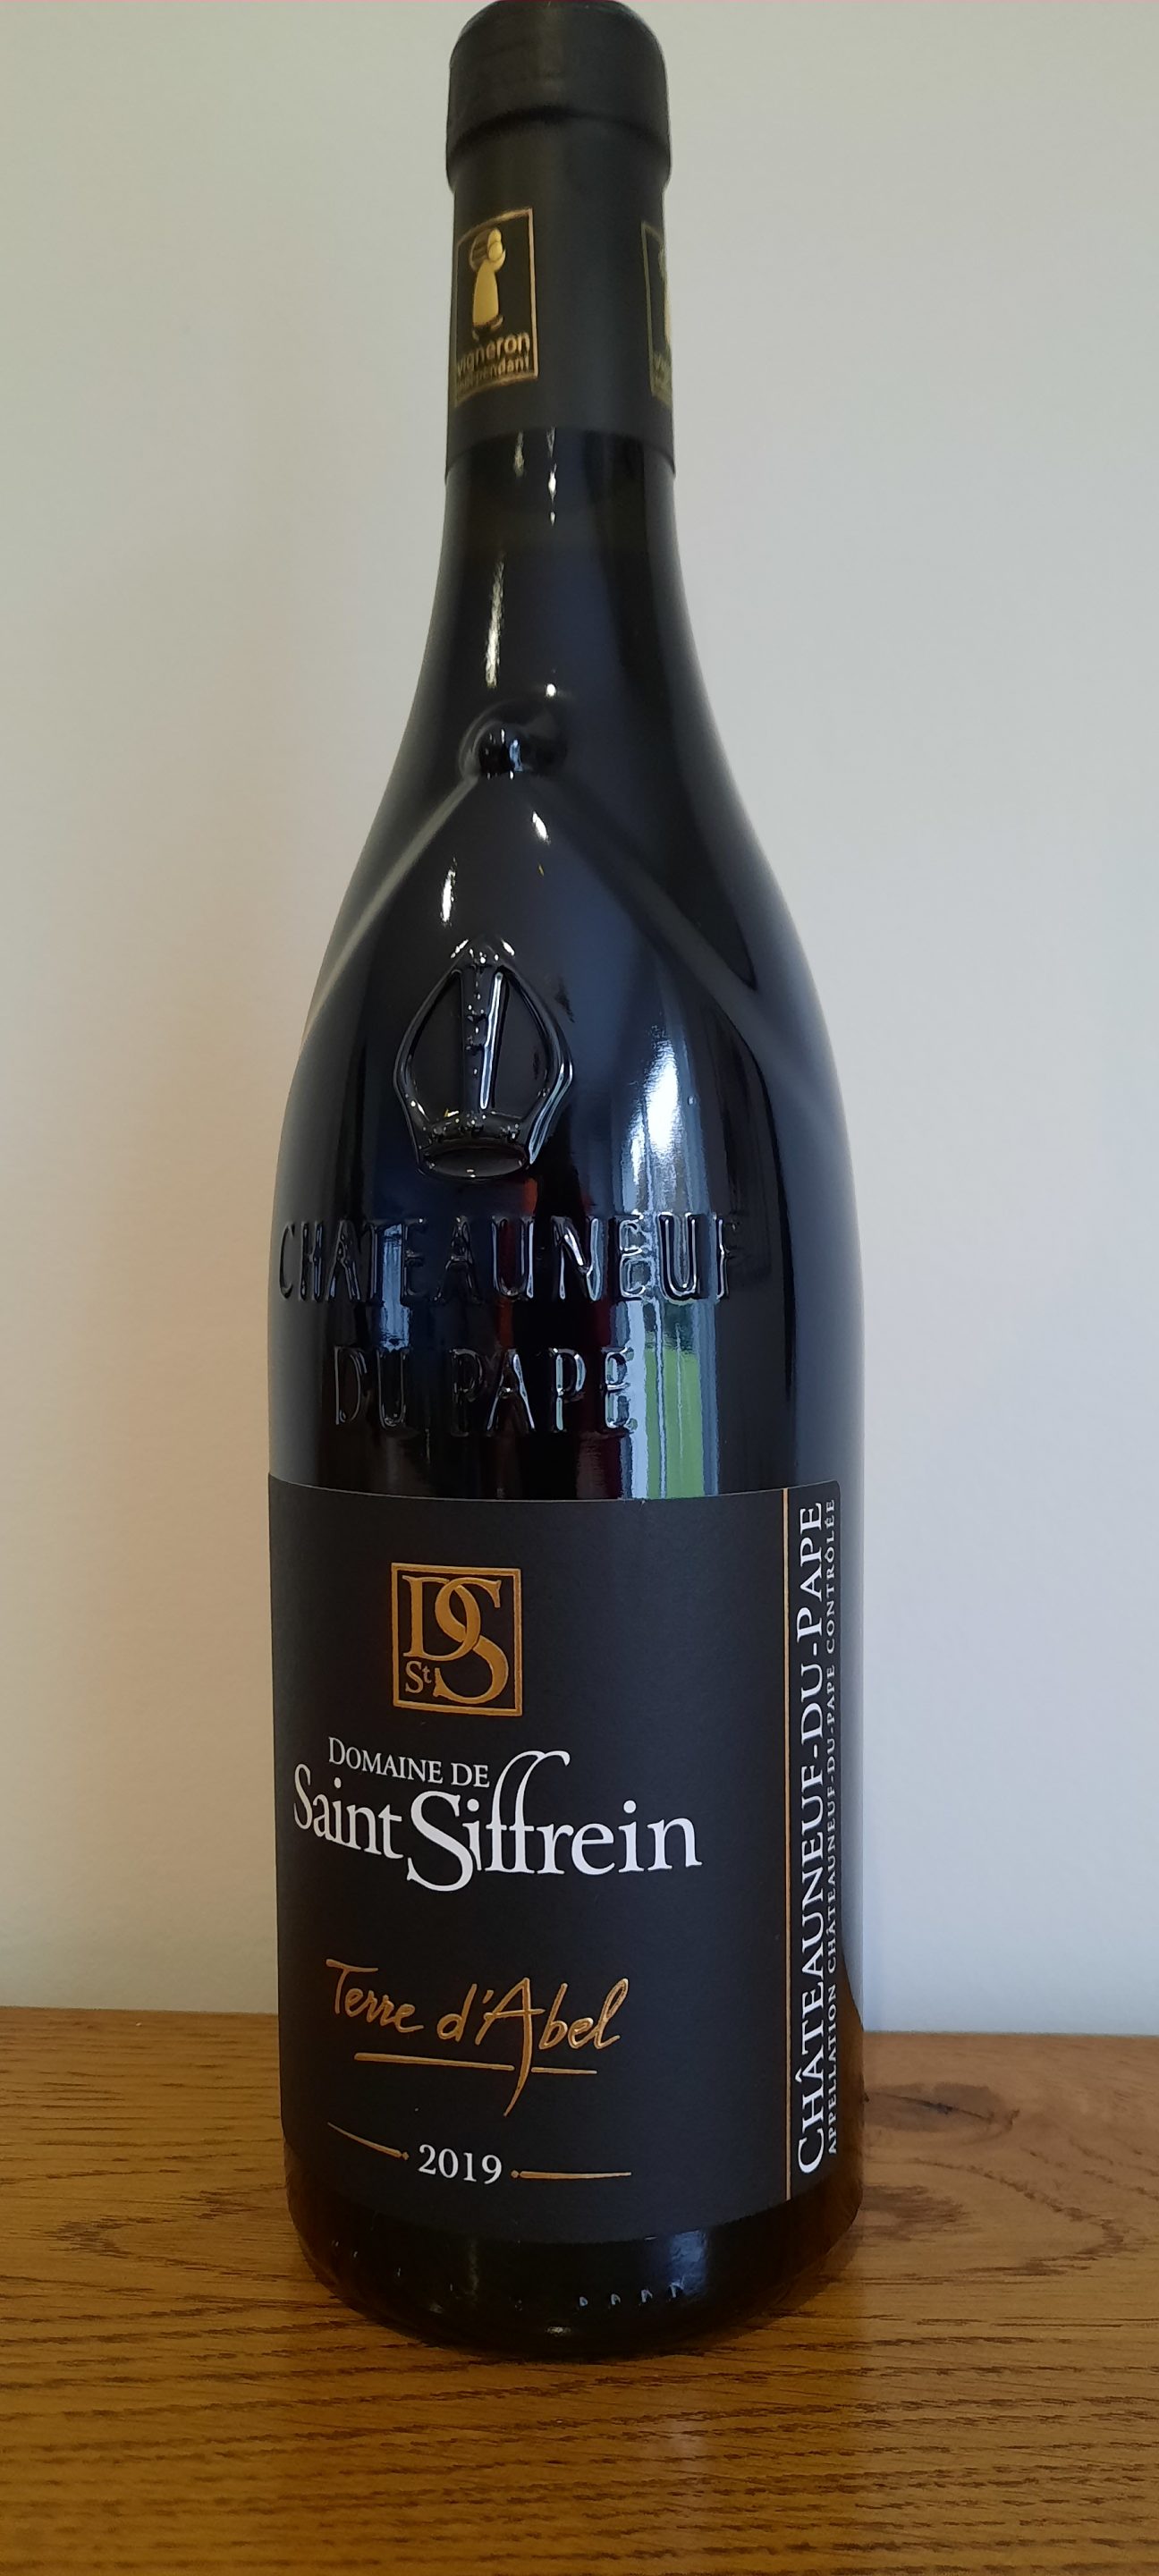 vigneron
indépendant
CHATEAUNEUF
DU PAPE
DS
St
DOMAINE DE
Saint Siffrein
Terre d'Abel
2019
CHÂTEAUNEUF-DU-PAPE
APPELLATION CHÂTEAUNEUF-DU-PAPE CONTRÔLÉE